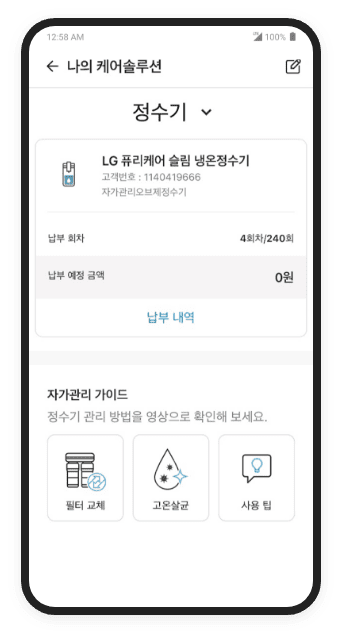 12:58 AM 100%
나의 케어솔루션
정수기
LG 퓨리케어 슬림 냉온정수기
고객번호 : 1140419666
자가관리오브제정수기
납부 회차 4회차/240회
납부 예정 금액 0원
납부 내역
자가관리 가이드
정수기 관리 방법을 영상으로 확인해 보세요.
필터 교체 고온살균 사용 팁